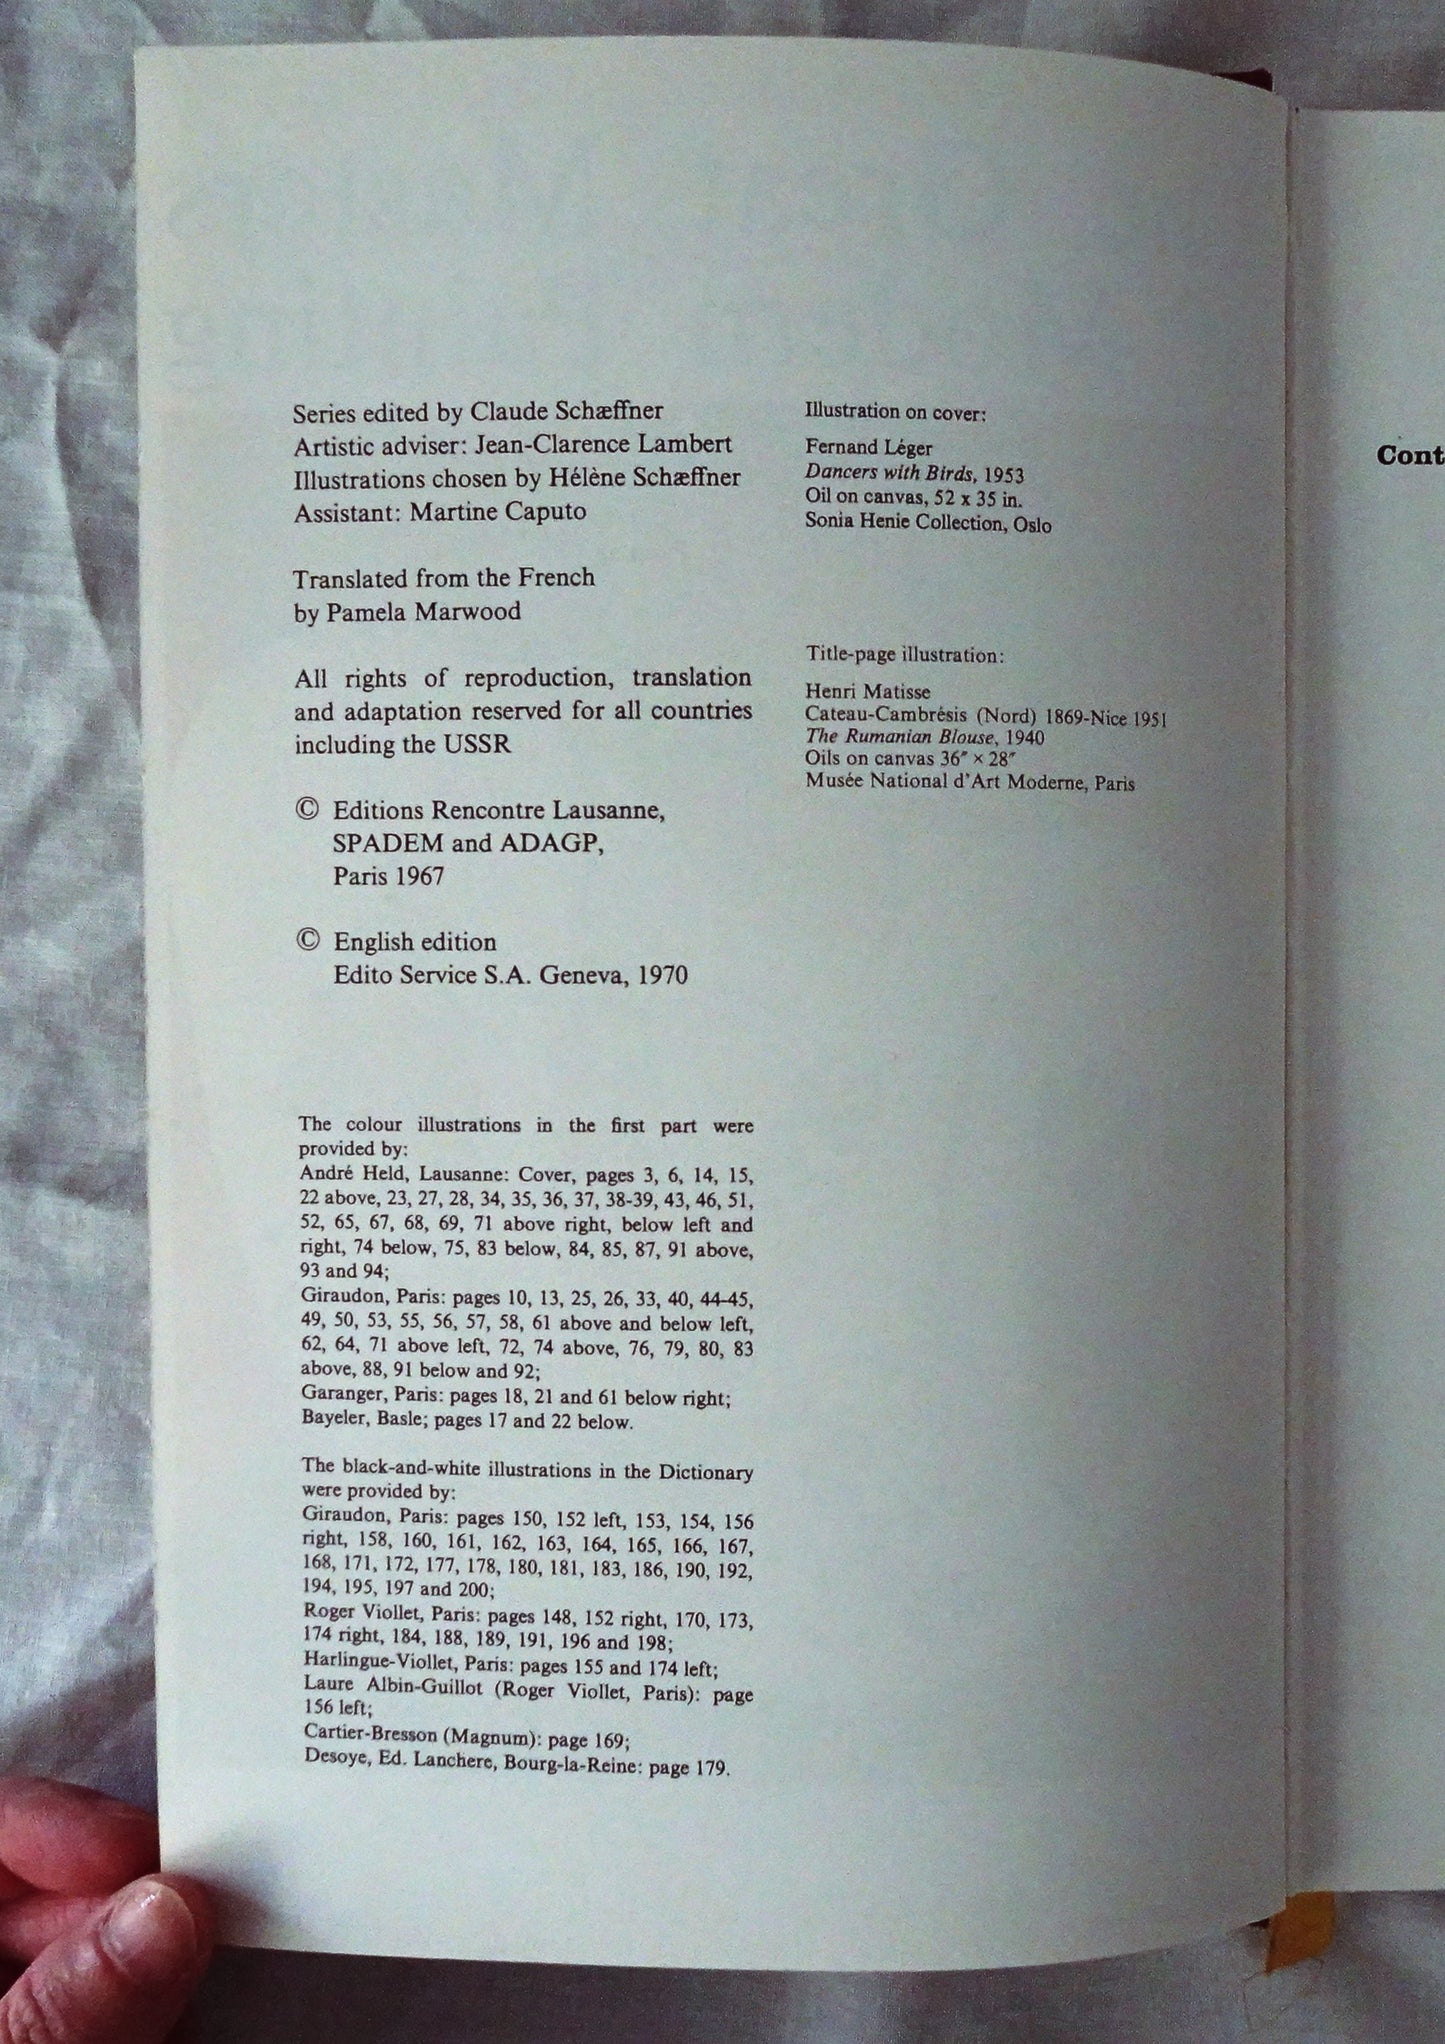 Series edited by Claude Schæffner
Artistic adviser: Jean-Clarence Lambert
Illustrations chosen by Hélène Schæffner
Assistant: Martine Caputo
Translated from the French
by Pamela Marwood
All rights of reproduction, translation
and adaptation reserved for all countries
including the USSR
© Editions Rencontre Lausanne,
SPADEM and ADAGP,
Paris 1967
© English edition
Edito Service S.A. Geneva, 1970
The colour illustrations in the first part were
provided by:
André Held, Lausanne: Cover, pages 3, 6, 14, 15,
22 above, 23, 27, 28, 34, 35, 36, 37, 38-39, 43, 46, 51,
52, 65, 67, 68, 69, 71 above right, below left and
right, 74 below, 75, 83 below, 84, 85, 87, 91 above,
93 and 94;
Giraudon, Paris: pages 10, 13, 25, 26, 33, 40, 44-45,
49, 50, 53, 55, 56, 57, 58, 61 above and below left,
62, 64, 71 above left, 72, 74 above, 76, 79, 80, 83
above, 88, 91 below and 92;
Garanger, Paris: pages 18, 21 and 61 below right;
Bayeler, Basle; pages 17 and 22 below.
The black-and-white illustrations in the Dictionary
were provided by:
Giraudon, Paris: pages 150, 152 left, 153, 154, 156
right, 158, 160, 161, 162, 163, 164, 165, 166, 167,
168, 171, 172, 177, 178, 180, 181, 183, 186, 190, 192,
194, 195, 197 and 200;
Roger Viollet, Paris: pages 148, 152 right, 170, 173,
174 right, 184, 188, 189, 191, 196 and 198;
Harlingue-Viollet, Paris: pages 155 and 174 left;
Laure Albin-Guillot (Roger Viollet, Paris): page
156 left;
Cartier-Bresson (Magnum): page 169;
Desoye, Ed. Lanchere, Bourg-la-Reine: page 179.
Illustration on cover:
Fernand Léger
Dancers with Birds, 1953
Oil on canvas, 52 x 35 in.
Sonia Henie Collection, Oslo
Title-page illustration:
Henri Matisse
Cateau-Cambrésis (Nord) 1869-Nice 1951
The Rumanian Blouse, 1940
Oils on canvas 36″ × 28″
Musée National d'Art Moderne, Paris
Cont